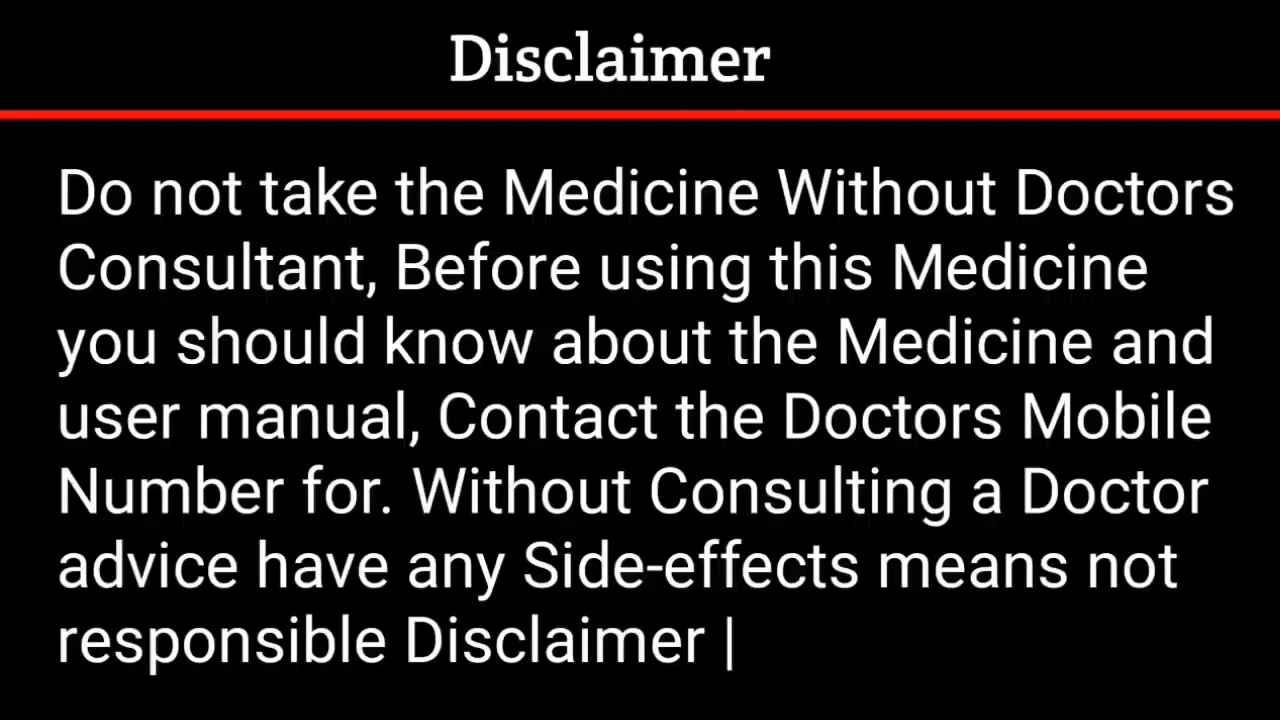 Disclaimer
Do not take the Medicine Without Doctors
Consultant, Before using this Medicine
you should know about the Medicine and
user manual, Contact the Doctors Mobile
Number for. Without Consulting a Doctor
advice have any Side-effects means not
responsible Disclaimer |